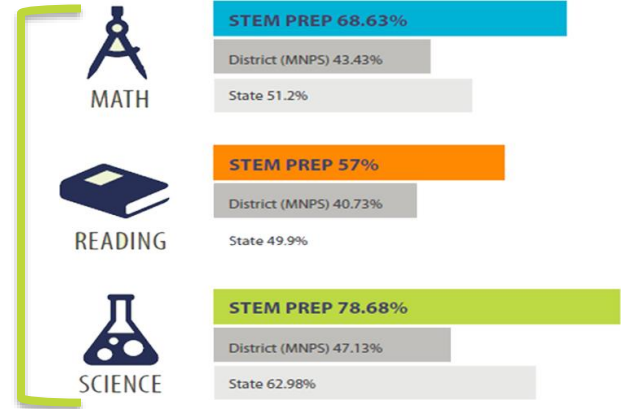 STEM PREP 68.63%
District (MNPS) 43.43%
State 51.2%
MATH
STEM PREP 57%
District (MNPS) 40.73%
State 49.9%
READING
STEM PREP 78.68%
District (MNPS) 47.13%
State 62.98%
SCIENCE